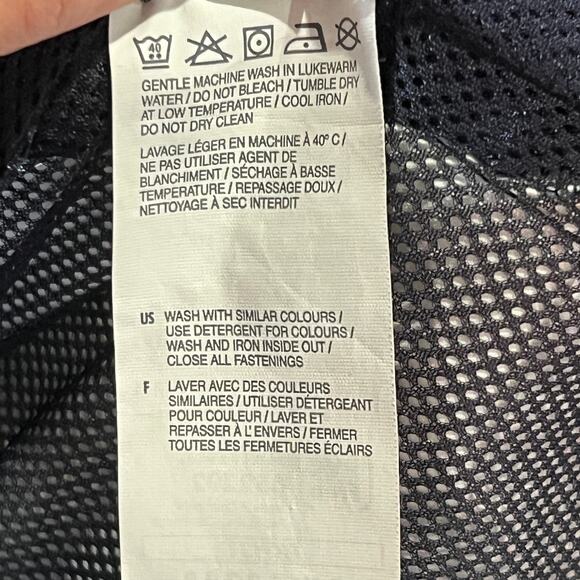 40
GENTLE MACHINE WASH IN LUKEWARM
WATER / DO NOT BLEACH / TUMBLE DRY
AT LOW TEMPERATURE / COOL IRON /
DO NOT DRY CLEAN
LAVAGE LÉGER EN MACHINE À 40° C /
NE PAS UTILISER AGENT DE
BLANCHIMENT / SÉCHAGE À BASSE
TEMPERATURE / REPASSAGE DOUX /
NETTOYAGE À SEC INTERDIT
US WASH WITH SIMILAR COLOURS /
USE DETERGENT FOR COLOURS /
WASH AND IRON INSIDE OUT /
CLOSE ALL FASTENINGS
F LAVER AVEC DES COULEURS
SIMILAIRES / UTILISER DÉTERGEANT
POUR COULEUR / LAVER ET
REPASSER À L' ENVERS / FERMER
TOUTES LES FERMETURES ÉCLAIRS